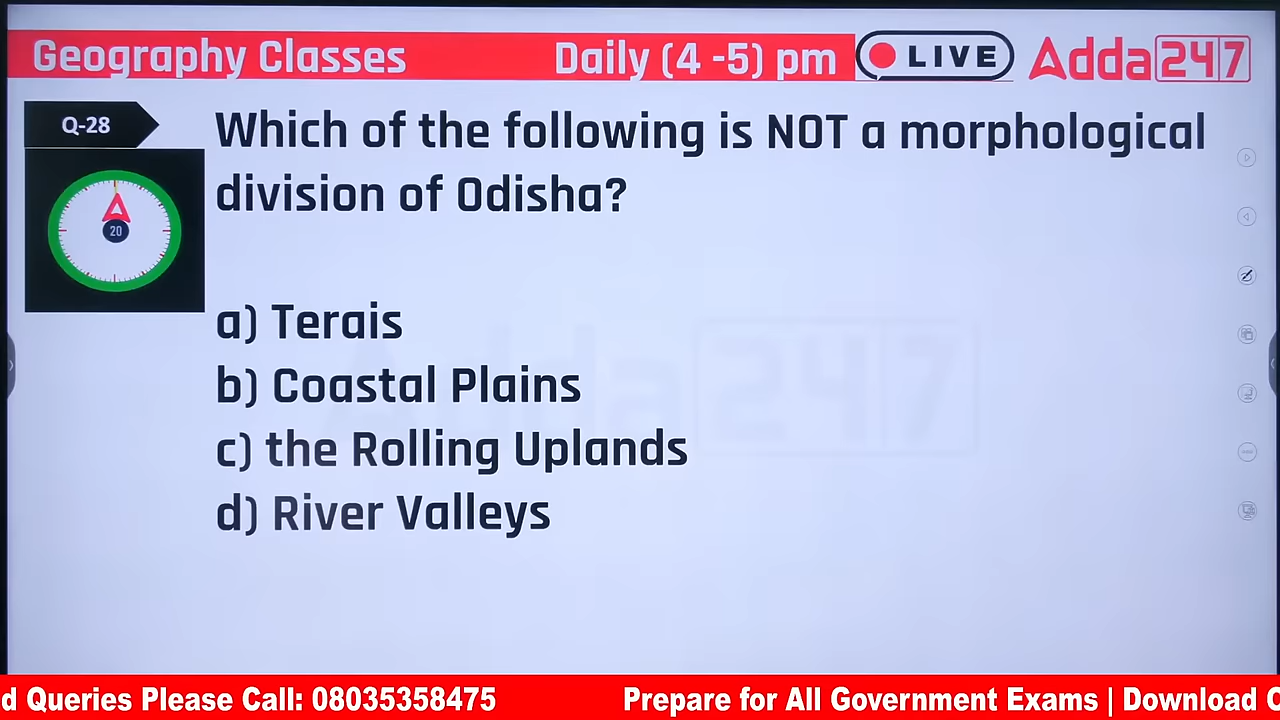 Geography Classes Daily (4 -5) pm LIVE Adda247
Q-28
Which of the following is NOT a morphological
division of Odisha?
20
a) Terais
b) Coastal Plains
c) the Rolling Uplands
d) River Valleys
d Queries Please Call: 08035358475 Prepare for All Government Exams | Download